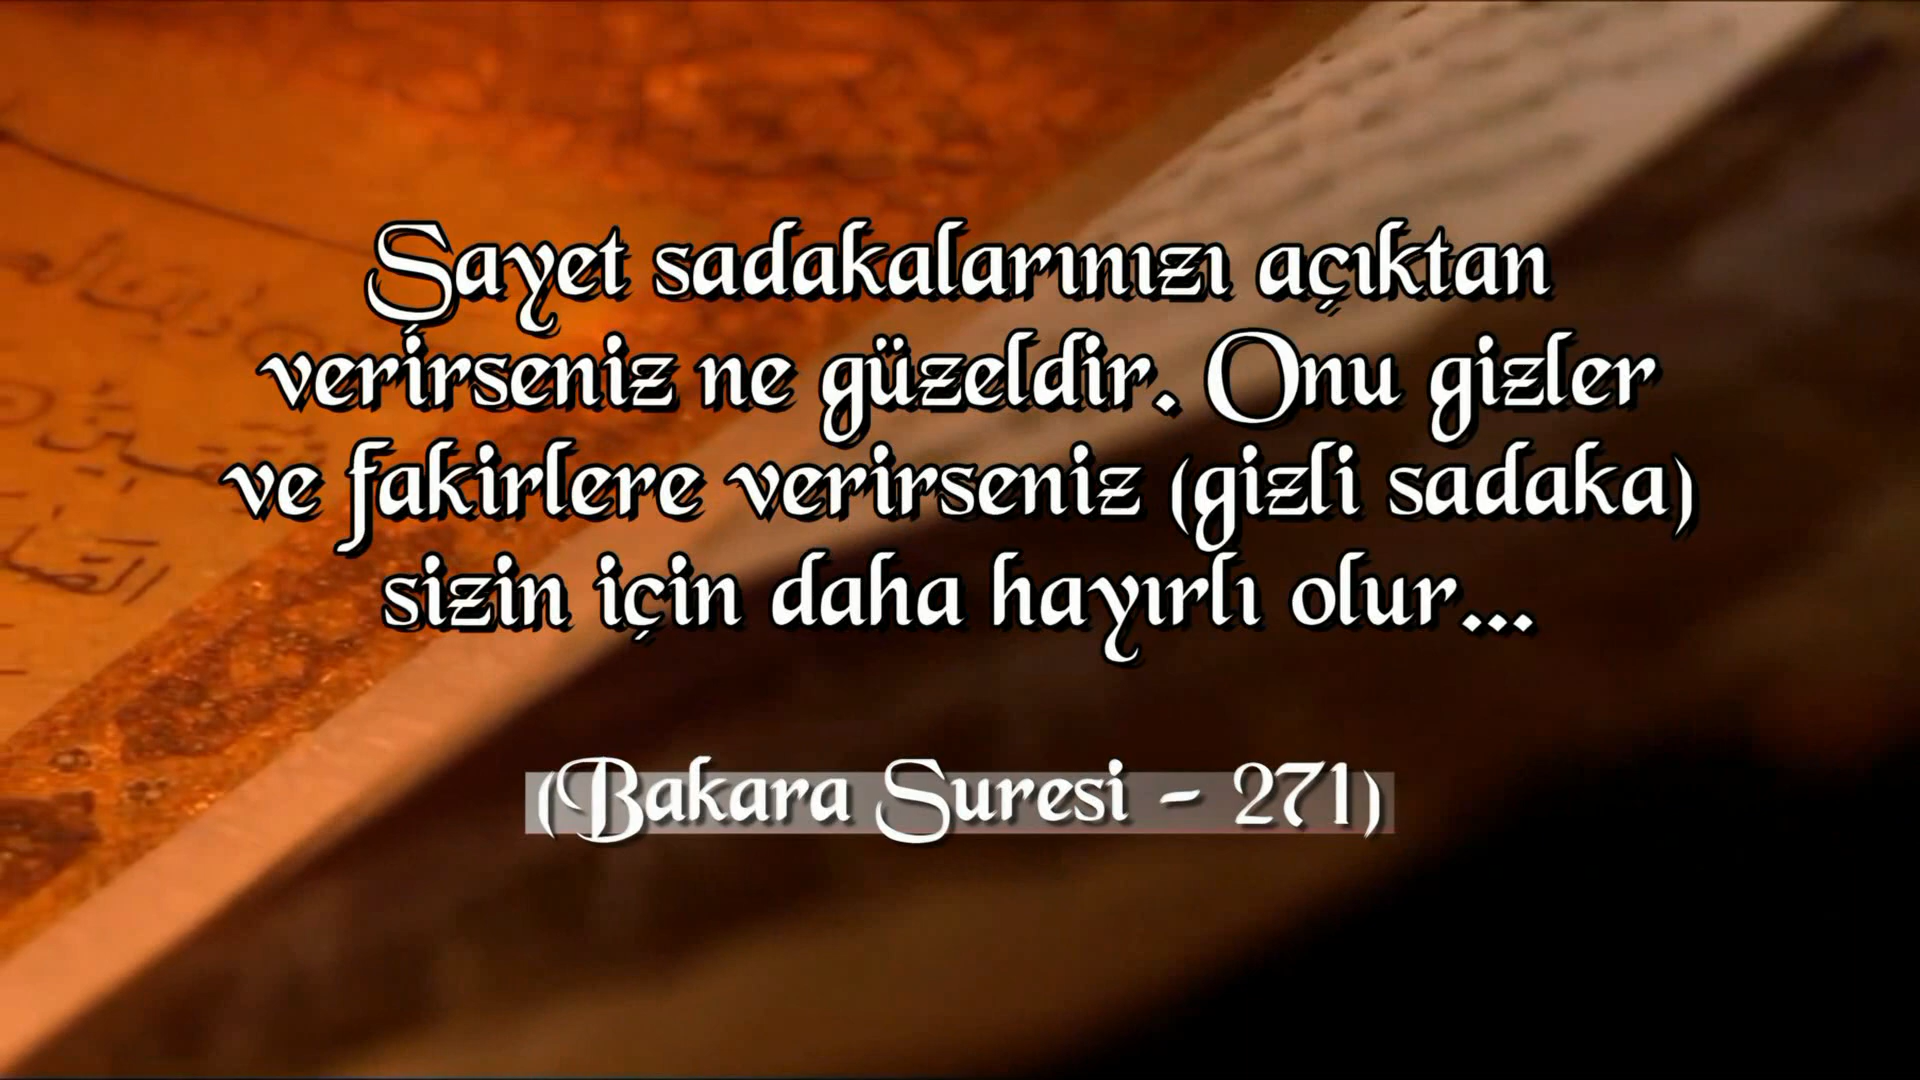 Şayet sadakalarınızı açıktan
verirseniz ne güzeldir. Onu gizler
ve fakirlere verirseniz (gizli sadaka)
sizin için daha hayırlı olur...
(Bakara Suresi - 271)